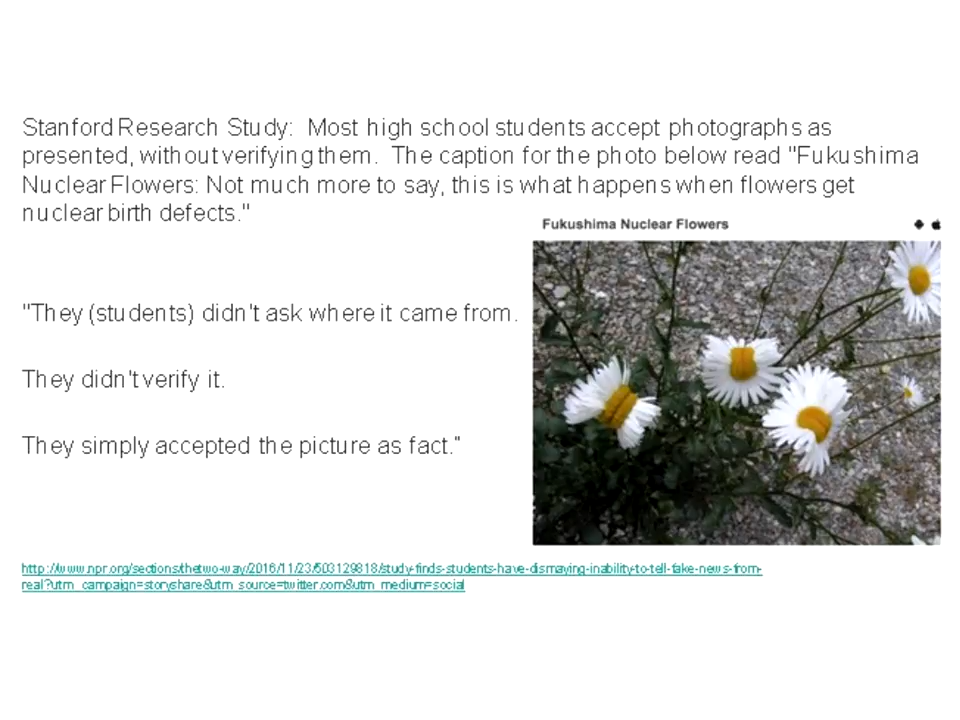 Stanford Research Study:  Most high school students accept photographs as
presented, without verifying them.  The caption for the photo below read "Fukushima
Nuclear Flowers: Not much more to say, this is what happens when flowers get
nuclear birth defects."
Fukushima Nuclear Flowers
"They (students) didn't ask where it came from.
They didn't verify it.
They simply accepted the picture as fact.”
http://www.npr.org/sections/thetwo-way/2016/11/23/503129818/study-finds-students-have-dismaying-inability-to-tell-fake-news-from-
real?utm_campaign=storyshare&utm_source=twitter.com&utm_medium=social